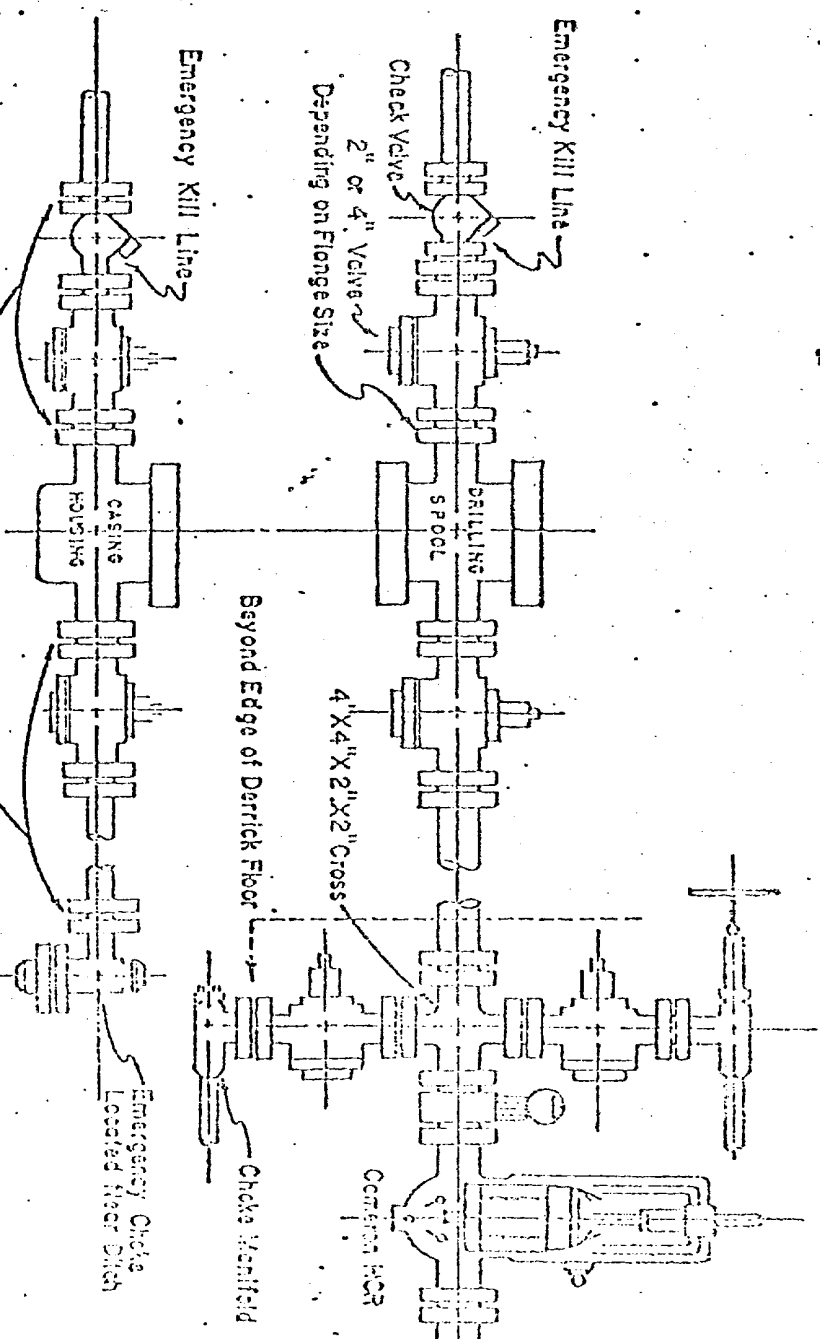 Emergency Kill Line
Check Valve
2" or 4" Valve
Depending on Flange Size
DRILLING
SPOOL
4"X4"X2"X2" Cross
Cameron HCR
Beyond Edge of Derrick Floor
Choke Manifold
Emergency Kill Line
CASING
HOUSING
Emergency Choke
Located Near Ditch